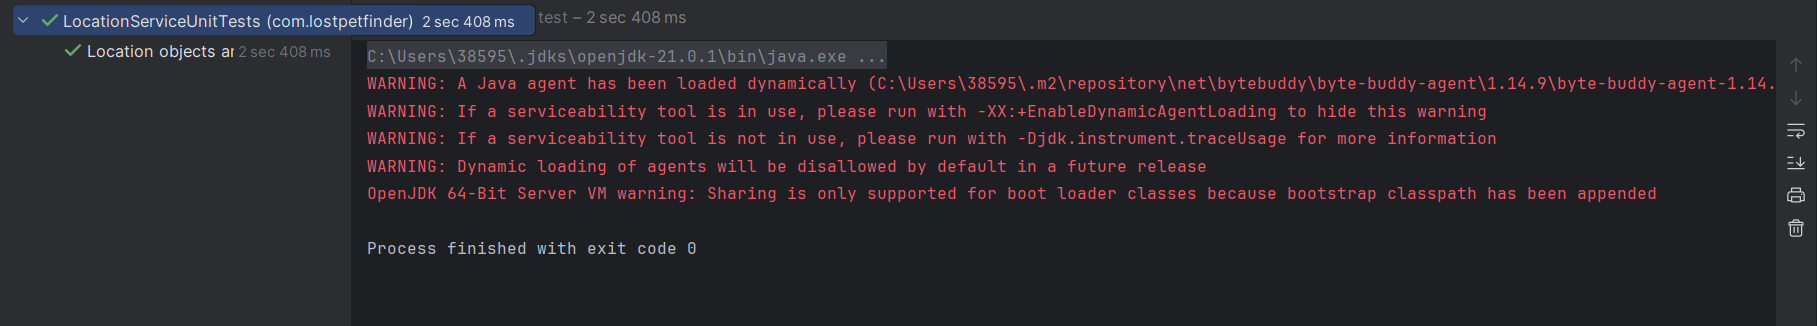 LocationServiceUnitTests (com.lostpetfinder) 2 sec 408 ms
test – 2 sec 408 ms
Location objects ar 2 sec 408 ms
C:\Users\38595\.jdks\openjdk-21.0.1\bin\java.exe ...
WARNING: A Java agent has been loaded dynamically (C:\Users\38595\.m2\repository\net\bytebuddy\byte-buddy-agent\1.14.9\byte-buddy-agent-1.14.
WARNING: If a serviceability tool is in use, please run with -XX:+EnableDynamicAgentLoading to hide this warning
WARNING: If a serviceability tool is not in use, please run with -Djdk.instrument.traceUsage for more information
WARNING: Dynamic loading of agents will be disallowed by default in a future release
OpenJDK 64-Bit Server VM warning: Sharing is only supported for boot loader classes because bootstrap classpath has been appended
Process finished with exit code 0